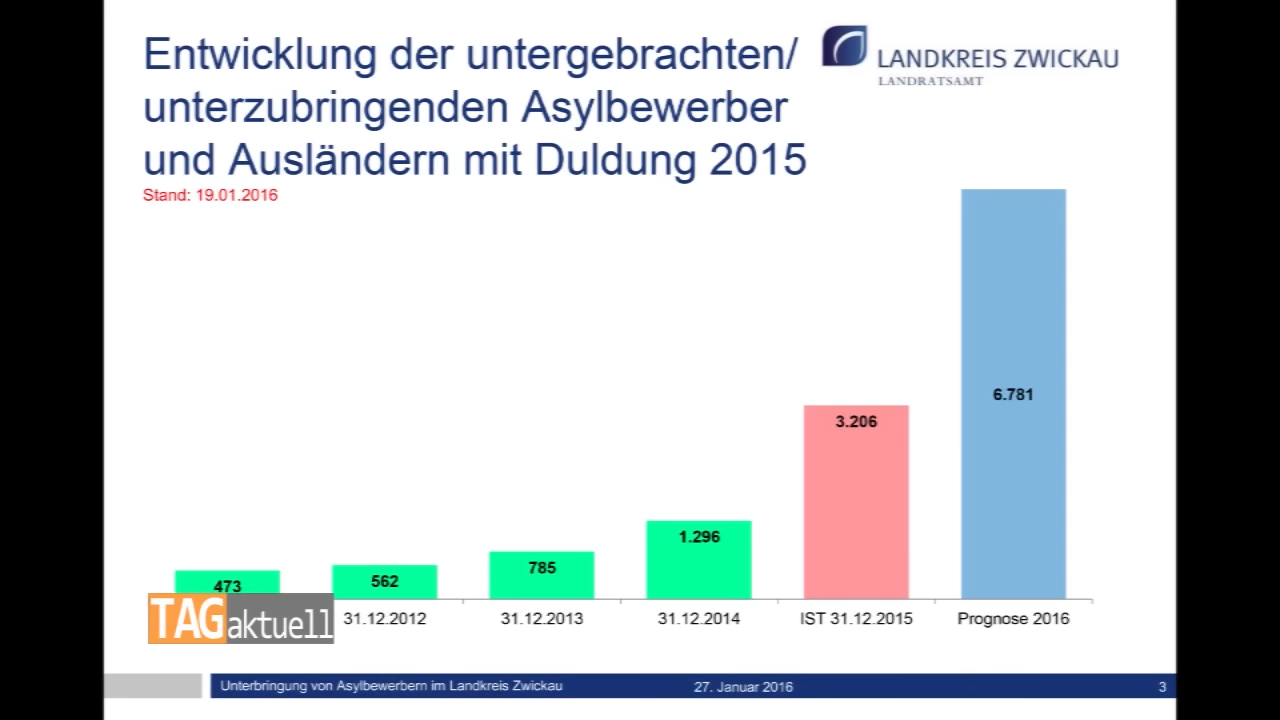 Entwicklung der untergebrachten/
unterzubringenden Asylbewerber
und Ausländern mit Duldung 2015
Stand: 19.01.2016
LANDKREIS ZWICKAU
LANDRATSAMT
6.781
3.206
1.296
785
562
473
31.12.2012
31.12.2013
31.12.2014
IST 31.12.2015
Prognose 2016
TAGaktuell
Unterbringung von Asylbewerbern im Landkreis Zwickau
27. Januar 2016
3